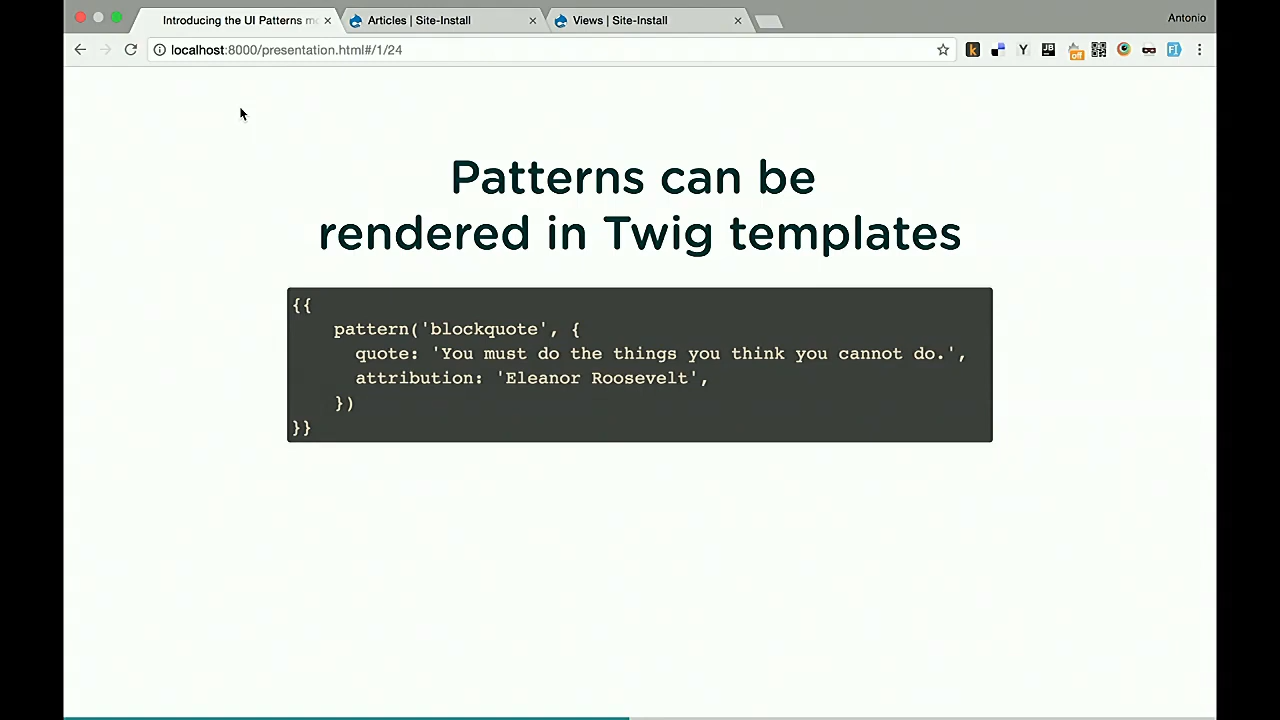 Introducing the UI Patterns mo
Articles | Site-Install
Views | Site-Install
Antonio
localhost:8000/presentation.html#/1/24
Patterns can be
rendered in Twig templates
{{
pattern('blockquote', {
quote: 'You must do the things you think you cannot do.',
attribution: 'Eleanor Roosevelt',
})
}}